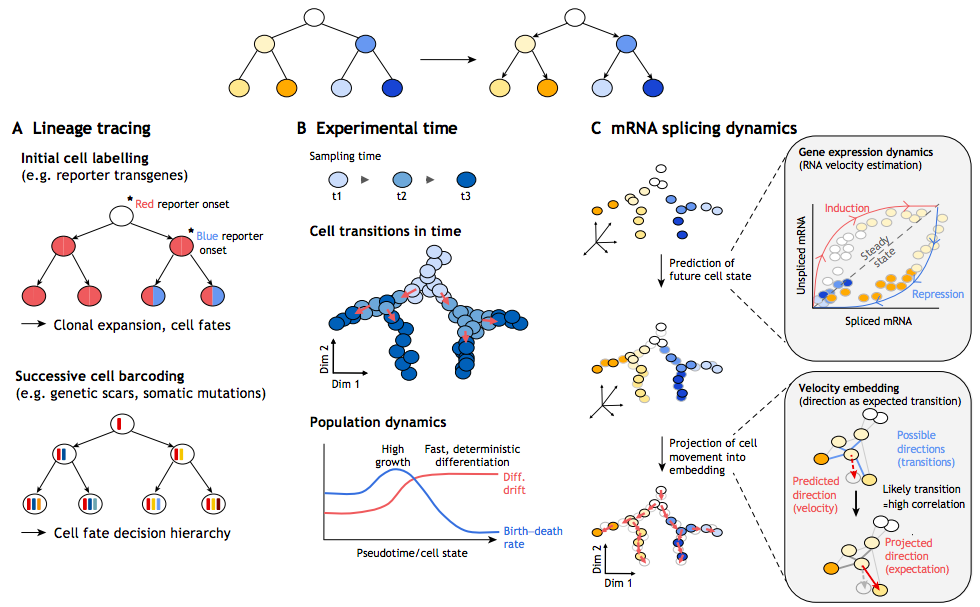 A Lineage tracing
Initial cell labelling
(e.g. reporter transgenes)
* Red reporter onset
* Blue reporter
onset
Clonal expansion, cell fates
Successive cell barcoding
(e.g. genetic scars, somatic mutations)
Cell fate decision hierarchy
B Experimental time
Sampling time
t1 t2 t3
Cell transitions in time
Dim 2
Dim 1
Population dynamics
High
growth
Fast, deterministic
differentiation
Diff.
drift
Birth–death
rate
Pseudotime/cell state
C mRNA splicing dynamics
Prediction of
future cell state
Projection of cell
movement into
embedding
Dim 2
Dim 1
Gene expression dynamics
(RNA velocity estimation)
Induction
Steady
state
Repression
Unspliced mRNA
Spliced mRNA
Velocity embedding
(direction as expected transition)
Possible
directions
(transitions)
Predicted
direction
(velocity)
Likely transition
=high correlation
Projected
direction
(expectation)